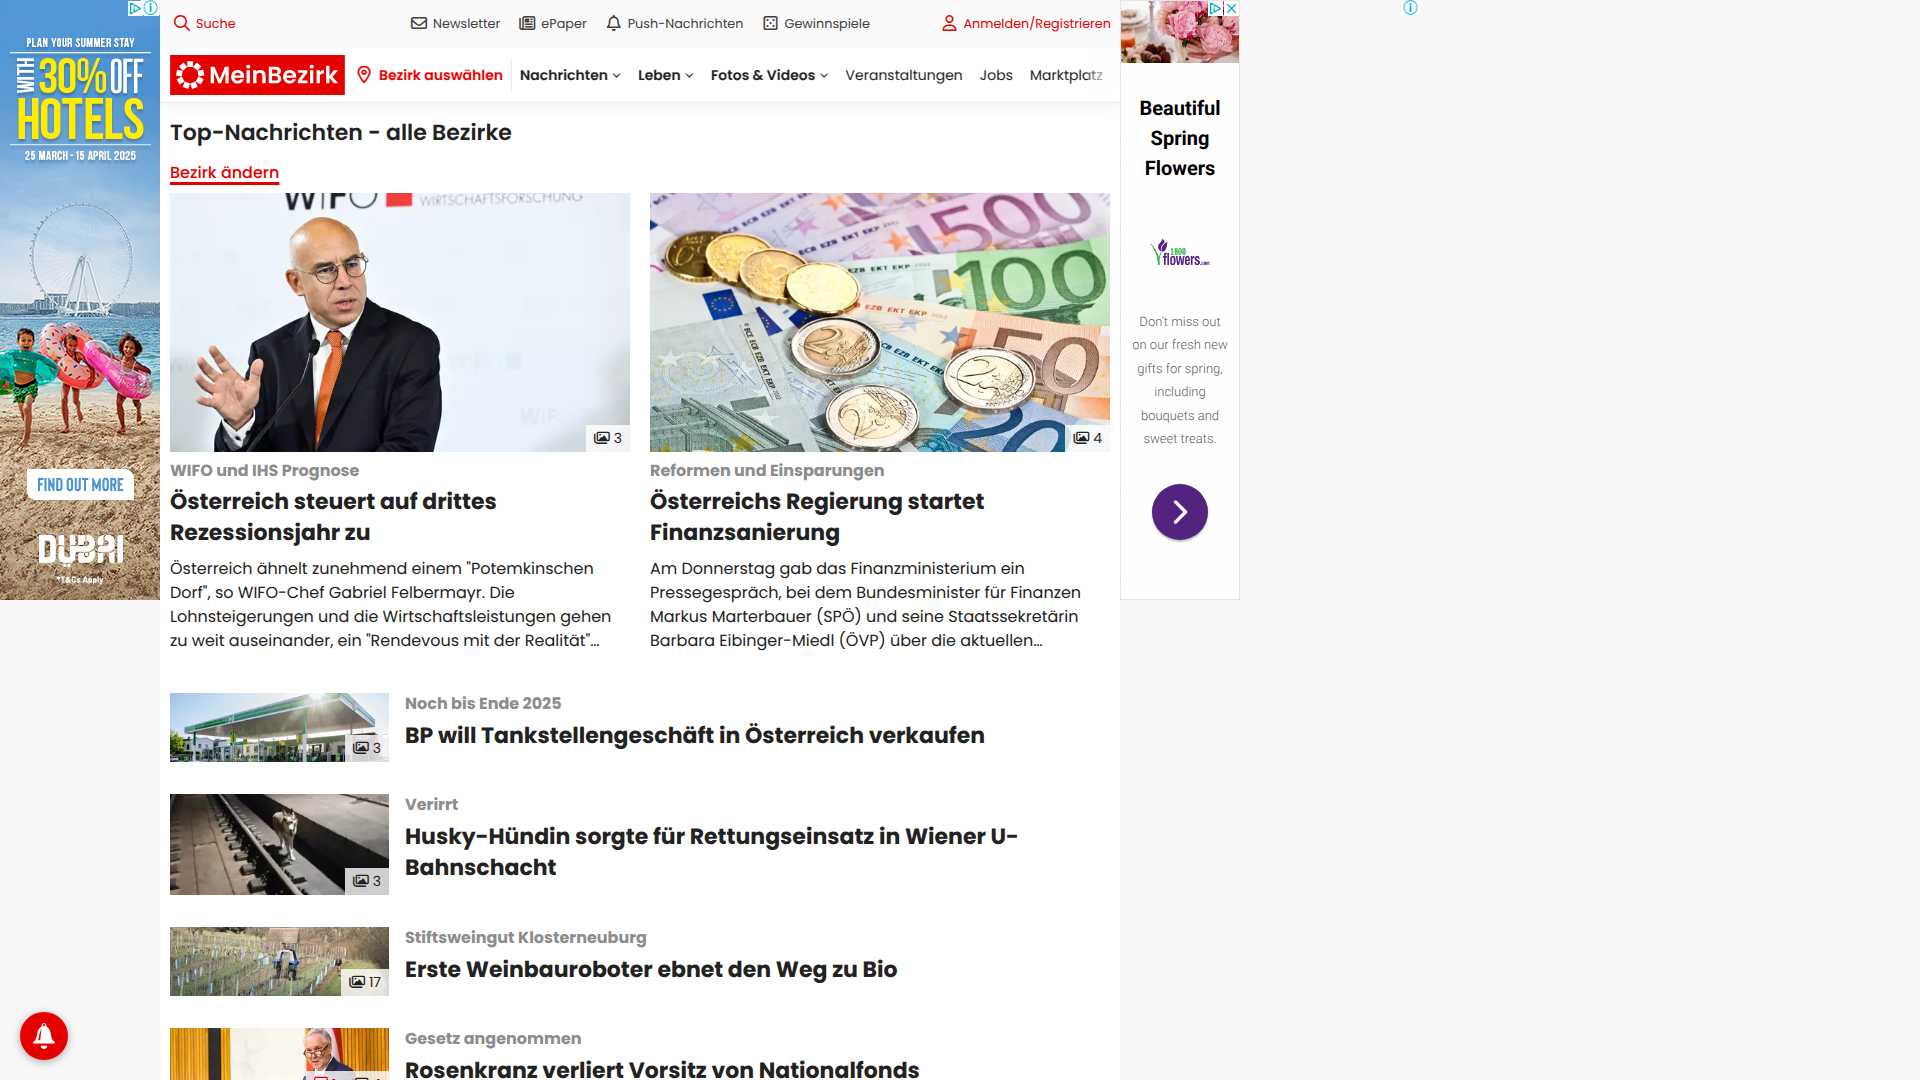 PLAN YOUR SUMMER STAY
WITH 30% OFF
HOTELS
25 MARCH - 15 APRIL 2025
FIND OUT MORE
DUBAI
*T&Cs Apply
Suche
Newsletter
ePaper
Push-Nachrichten
Gewinnspiele
Anmelden/Registrieren
MeinBezirk
Bezirk auswählen
Nachrichten
Leben
Fotos & Videos
Veranstaltungen
Jobs
Marktplatz
Top-Nachrichten - alle Bezirke
Bezirk ändern
WIFO
WIRTSCHAFTSFORSCHUNG
3
WIFO und IHS Prognose
Österreich steuert auf drittes
Rezessionsjahr zu
Österreich ähnelt zunehmend einem "Potemkinschen
Dorf", so WIFO-Chef Gabriel Felbermayr. Die
Lohnsteigerungen und die Wirtschaftsleistungen gehen
zu weit auseinander, ein "Rendevous mit der Realität"...
500
100
50
20
4
Reformen und Einsparungen
Österreichs Regierung startet
Finanzsanierung
Am Donnerstag gab das Finanzministerium ein
Pressegespräch, bei dem Bundesminister für Finanzen
Markus Marterbauer (SPÖ) und seine Staatssekretärin
Barbara Eibinger-Miedl (ÖVP) über die aktuellen...
3
Noch bis Ende 2025
BP will Tankstellengeschäft in Österreich verkaufen
3
Verirrt
Husky-Hündin sorgte für Rettungseinsatz in Wiener U-
Bahnschacht
17
Stiftsweingut Klosterneuburg
Erste Weinbauroboter ebnet den Weg zu Bio
Gesetz angenommen
Rosenkranz verliert Vorsitz von Nationalfonds
Beautiful
Spring
Flowers
1800
flowers.com
Don't miss out
on our fresh new
gifts for spring,
including
bouquets and
sweet treats.